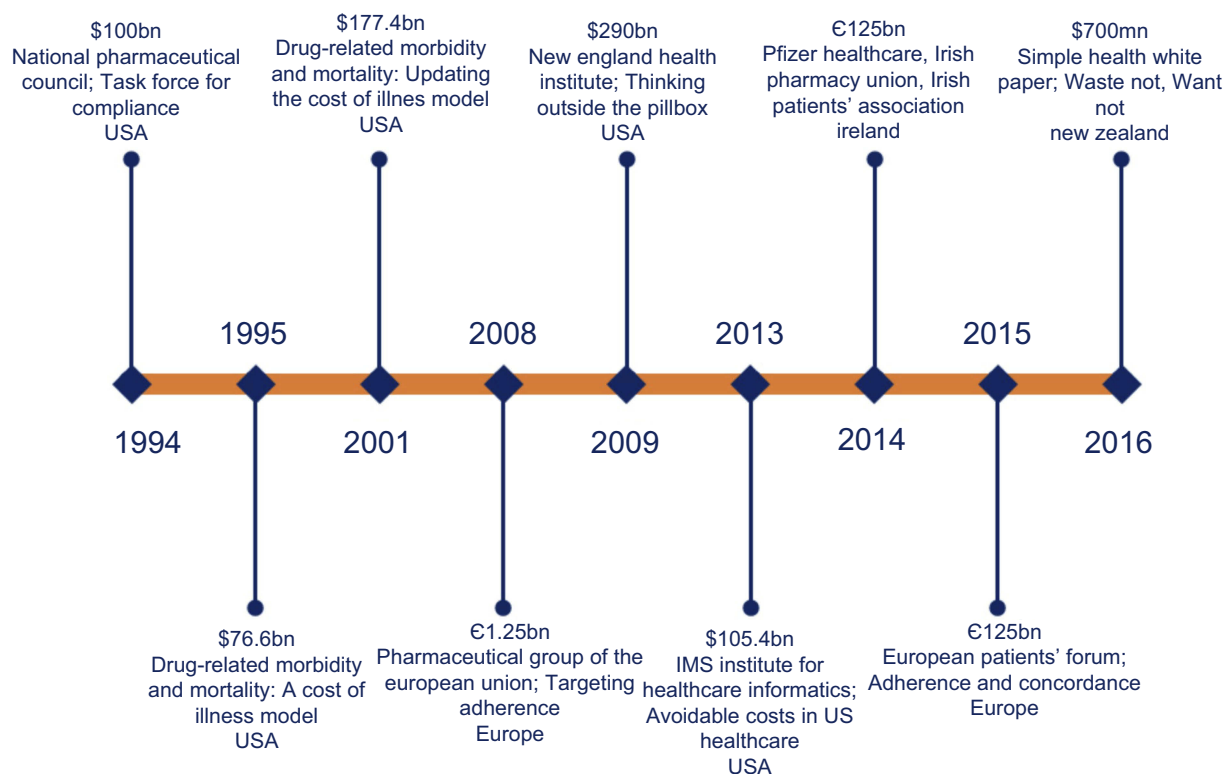 $100bn
National pharmaceutical
council; Task force for
compliance
USA
$177.4bn
Drug-related morbidity
and mortality: Updating
the cost of illnes model
USA
$290bn
New england health
institute; Thinking
outside the pillbox
USA
Є125bn
Pfizer healthcare, Irish
pharmacy union, Irish
patients’ association
ireland
$700mn
Simple health white
paper; Waste not, Want
not
new zealand
1995
2008
2013
2015
1994
2001
2009
2014
2016
$76.6bn
Drug-related morbidity
and mortality: A cost of
illness model
USA
Є1.25bn
Pharmaceutical group of the
european union; Targeting
adherence
Europe
$105.4bn
IMS institute for
healthcare informatics;
Avoidable costs in US
healthcare
USA
Є125bn
European patients’ forum;
Adherence and concordance
Europe